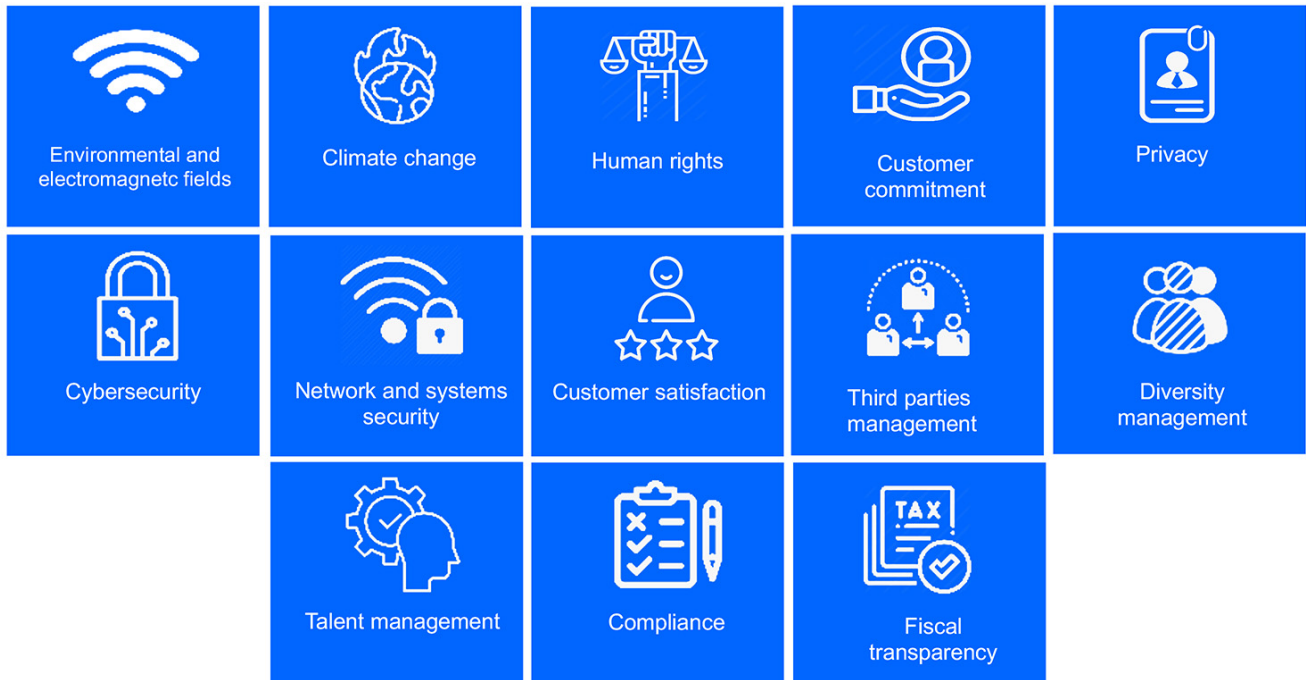 Environmental and
electromagnetc fields
Climate change
Human rights
Customer
commitment
Privacy
Cybersecurity
Network and systems
security
Customer satisfaction
Third parties
management
Diversity
management
Talent management
Compliance
TAX
Fiscal
transparency